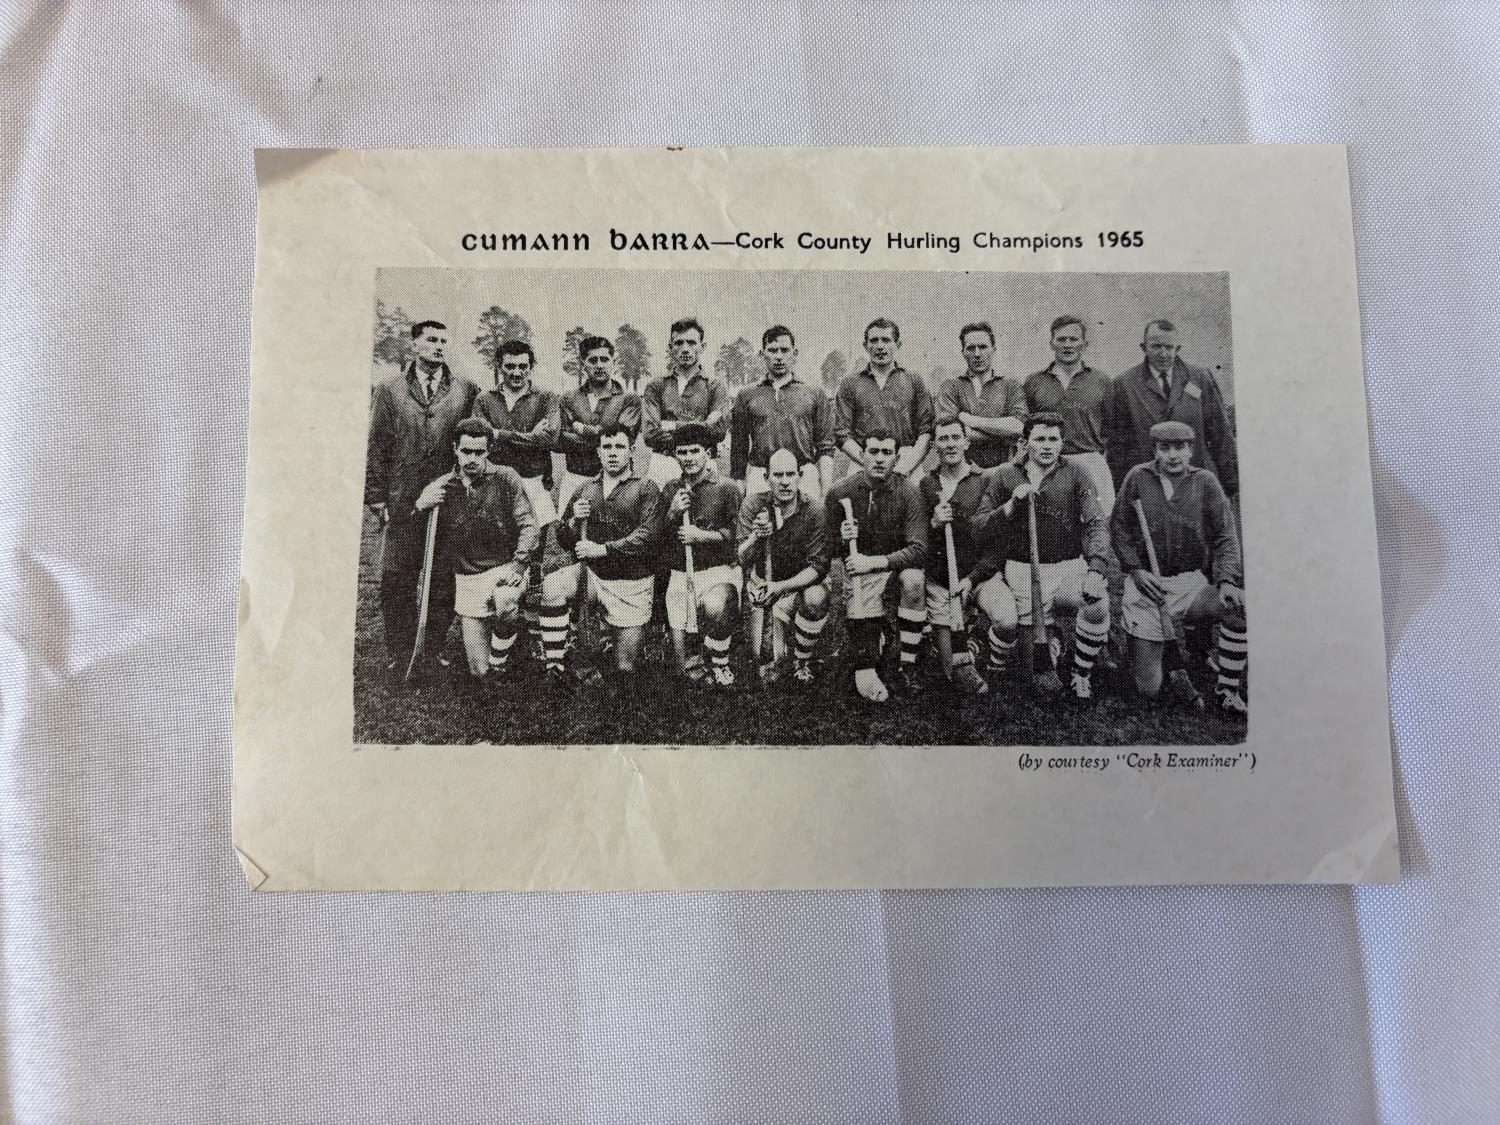 cumann barra—Cork County Hurling Champions 1965
(by courtesy "Cork Examiner")